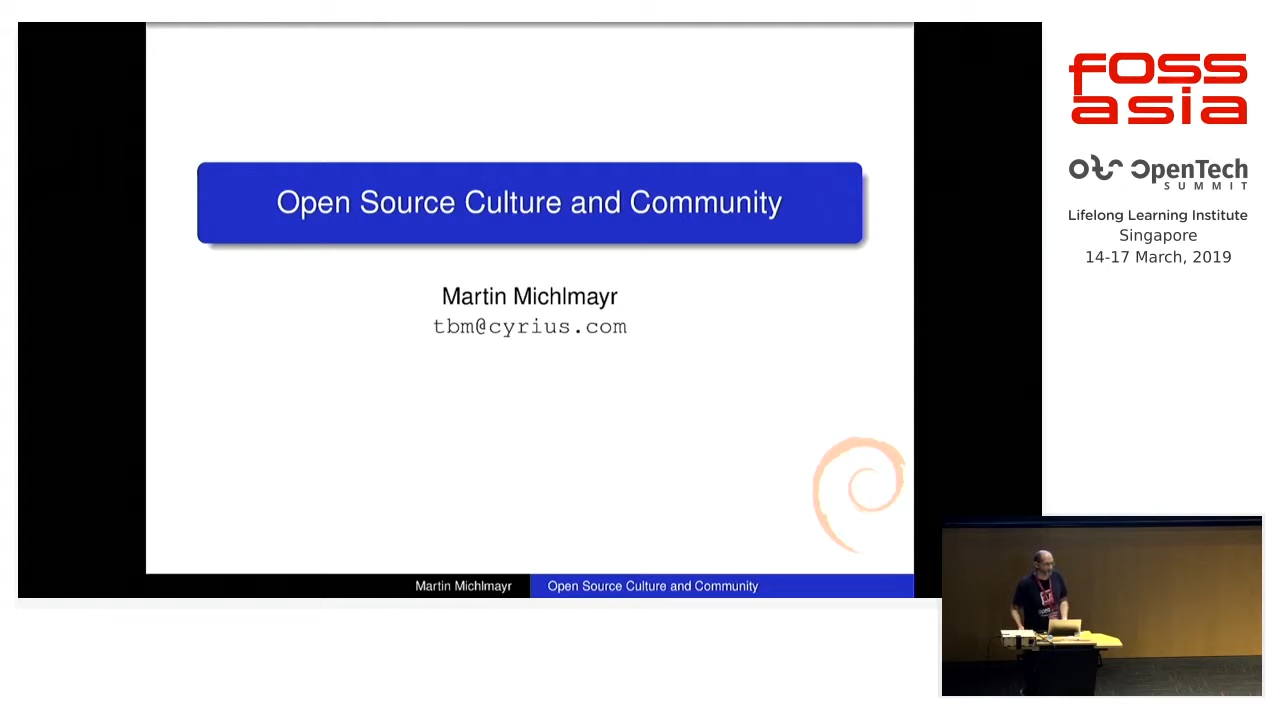 Open Source Culture and Community
Martin Michlmayr
tbm@cyrius.com
Martin Michlmayr
Open Source Culture and Community
fOSS
asia
OpenTech
SUMMIT
Lifelong Learning Institute
Singapore
14-17 March, 2019